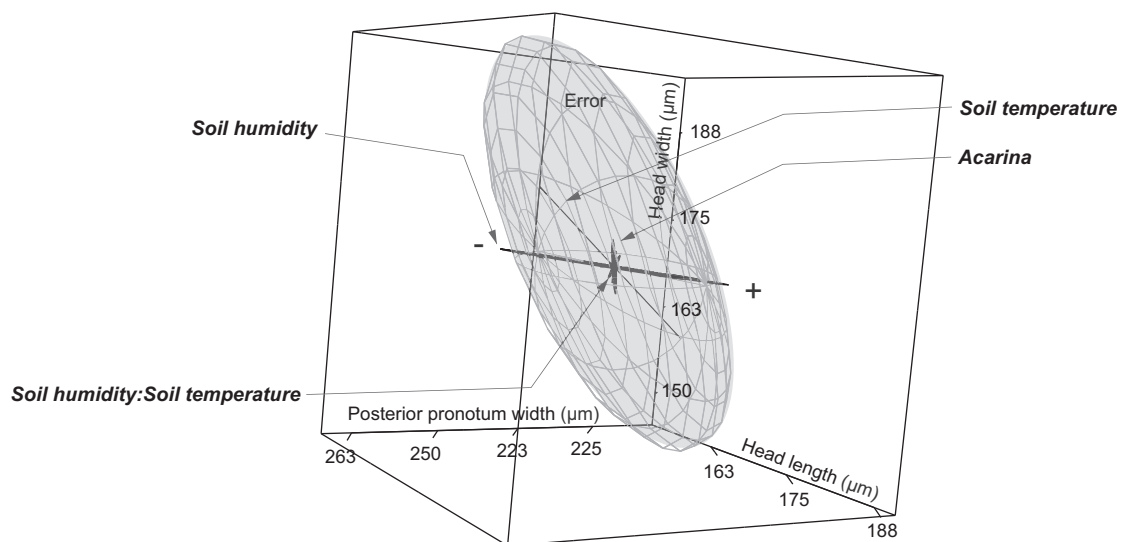 Error
Head width (µm)
188
175
163
150
Soil humidity
Soil temperature
Acarina
-
+
Soil humidity:Soil temperature
Posterior pronotum width (µm)
263
250
223
225
Head length (µm)
163
175
188